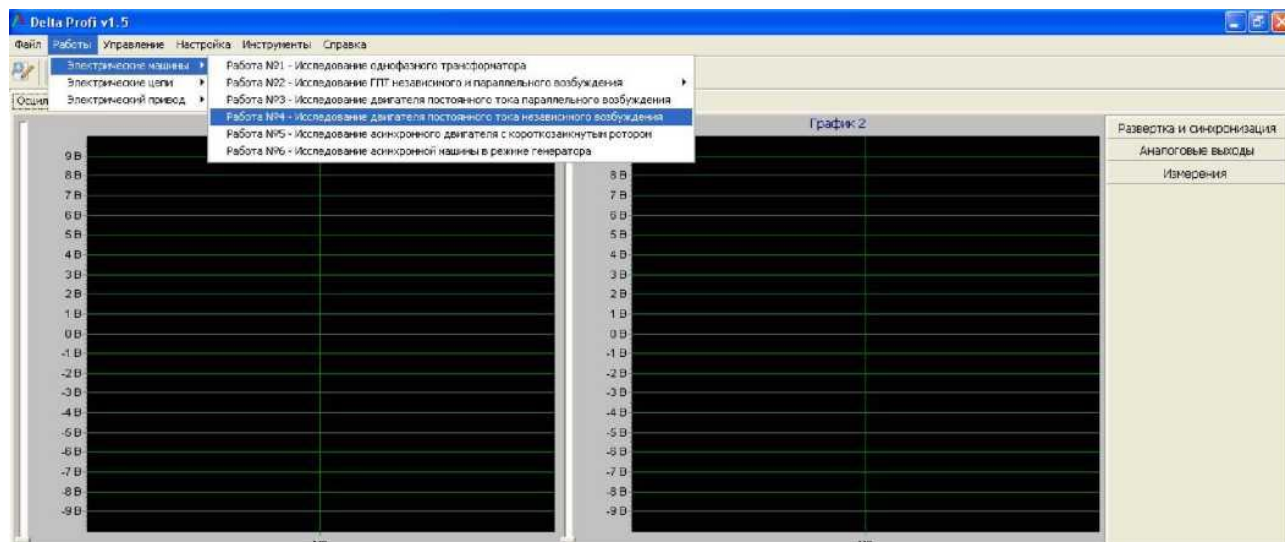 Delta Profi v1.5
Файл Работы Управление Настройка Инструменты Справка
Электрические машины
Электрические цепи
Электрический привод
Работа №1 - Исследование однофазного трансформатора
Работа №2 - Исследование ГПТ независимого и параллельного возбуждения
Работа №3 - Исследование двигателя постоянного тока параллельного возбуждения
Работа №4 - Исследование двигателя постоянного тока независимого возбуждения
Работа №5 - Исследование асинхронного двигателя с короткозамкнутым ротором
Работа №6 - Исследование асинхронной машины в режиме генератора
Осцил
График 2
Развертка и синхронизация
Аналоговые выходы
Измерения
9 В
8 В 8 В
7 В 7 В
6 В 6 В
5 В 5 В
4 В 4 В
3 В 3 В
2 В 2 В
1 В 1 В
0 В 0 В
-1 В -1 В
-2 В -2 В
-3 В -3 В
-4 В -4 В
-5 В -5 В
-6 В -6 В
-7 В -7 В
-8 В -8 В
-9 В -9 В